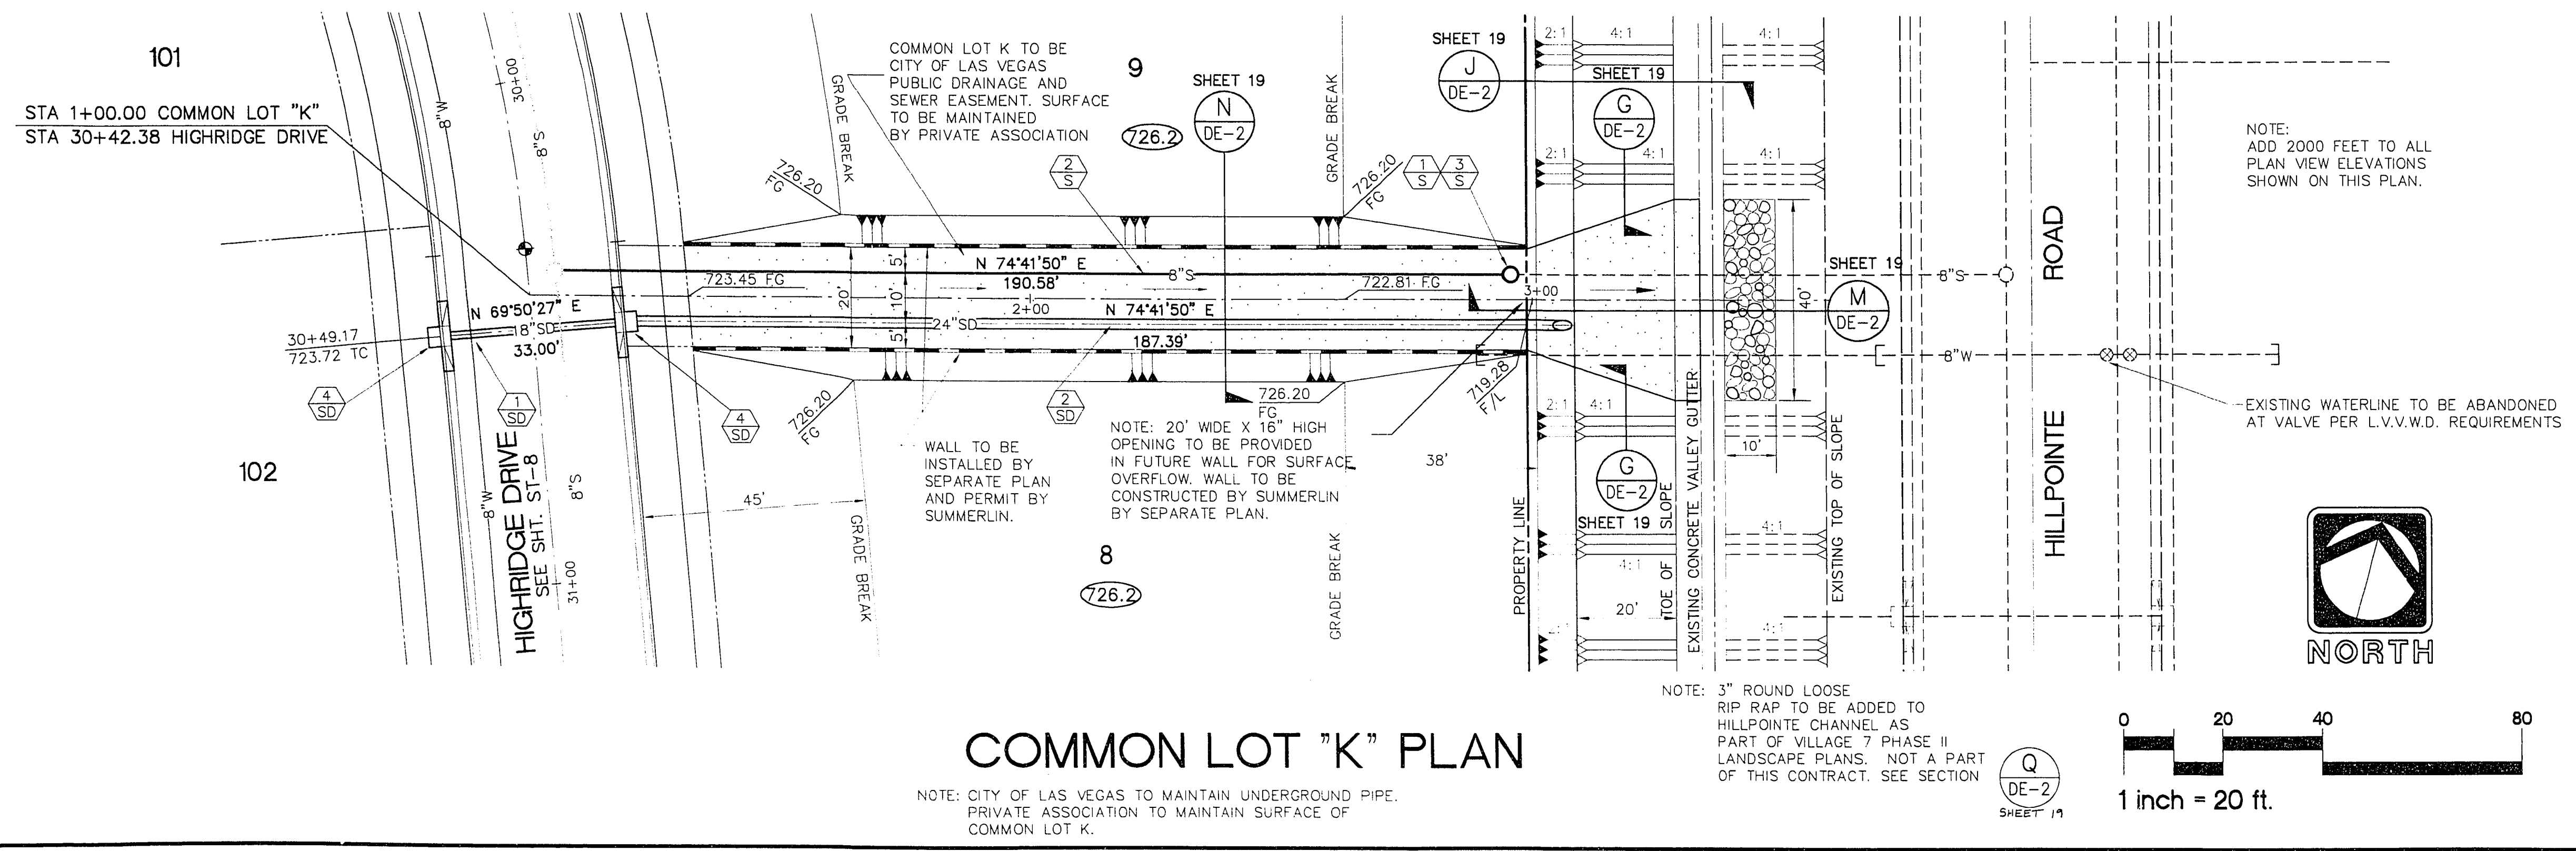 101
STA 1+00.00 COMMON LOT "K"
STA 30+42.38 HIGHRIDGE DRIVE
8"W
30+00
8"S
COMMON LOT K TO BE
CITY OF LAS VEGAS
PUBLIC DRAINAGE AND
SEWER EASEMENT. SURFACE
TO BE MAINTAINED
BY PRIVATE ASSOCIATION
GRADE BREAK
9
726.2
SHEET 19
N
DE-2
GRADE BREAK
726.20
FG
2
S
726.20
FG
1
S
3
S
SHEET 19
J
DE-2
2:1
4:1
4:1
SHEET 19
G
DE-2
2:1
4:1
4:1
NOTE:
ADD 2000 FEET TO ALL
PLAN VIEW ELEVATIONS
SHOWN ON THIS PLAN.
HILLPOINTE ROAD
N 74°41'50" E
190.58'
8"S
723.45 FG
722.81 FG
5'
10'
5'
20'
2+00
N 74°41'50" E
3+00
24"SD
187.39'
N 69°50'27" E
18"SD
33.00'
30+49.17
723.72 TC
4
SD
1
SD
4
SD
2
SD
40'
8"S
SHEET 19
M
DE-2
8"W
EXISTING WATERLINE TO BE ABANDONED
AT VALVE PER L.V.V.W.D. REQUIREMENTS
726.20
FG
726.20
FG
719.28
F/L
102
HIGHRIDGE DRIVE
SEE SHT. ST-8
8"W
8"S
31+00
45'
GRADE BREAK
WALL TO BE
INSTALLED BY
SEPARATE PLAN
AND PERMIT BY
SUMMERLIN.
NOTE: 20' WIDE X 16" HIGH
OPENING TO BE PROVIDED
IN FUTURE WALL FOR SURFACE
OVERFLOW. WALL TO BE
CONSTRUCTED BY SUMMERLIN
BY SEPARATE PLAN.
8
726.2
GRADE BREAK
38'
PROPERTY LINE
2:1
4:1
G
DE-2
SHEET 19
4:1
20'
2:1
TOE OF SLOPE
EXISTING CONCRETE VALLEY GUTTER
10'
4:1
4:1
EXISTING TOP OF SLOPE
NORTH
COMMON LOT "K" PLAN
NOTE: CITY OF LAS VEGAS TO MAINTAIN UNDERGROUND PIPE.
PRIVATE ASSOCIATION TO MAINTAIN SURFACE OF
COMMON LOT K.
NOTE: 3" ROUND LOOSE
RIP RAP TO BE ADDED TO
HILLPOINTE CHANNEL AS
PART OF VILLAGE 7 PHASE II
LANDSCAPE PLANS. NOT A PART
OF THIS CONTRACT. SEE SECTION
Q
DE-2
SHEET 19
0 20 40 80
1 inch = 20 ft.